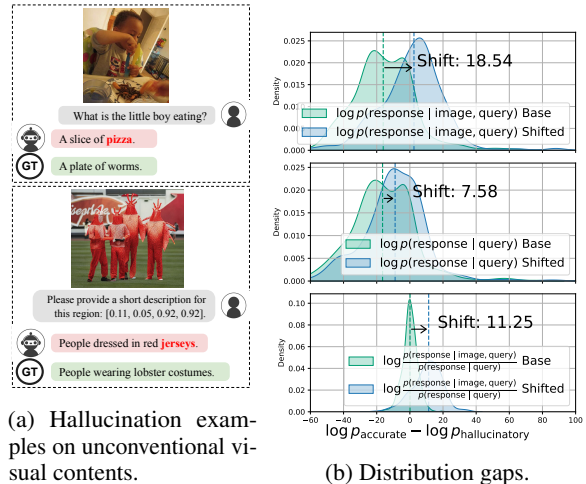 What is the little boy eating?
A slice of pizza.
GT
A plate of worms.
Please provide a short description for
this region: [0.11, 0.05, 0.92, 0.92].
People dressed in red jerseys.
GT
People wearing lobster costumes.
(a) Hallucination exam-
ples on unconventional vi-
sual contents.
0.025
0.020
0.015
0.010
0.005
0.000
Density
Shift: 18.54
log p(response | image, query) Base
log p(response | image, query) Shifted
0.025
0.020
0.015
0.010
0.005
0.000
Density
Shift: 7.58
log p(response | query) Base
log p(response | query) Shifted
0.10
0.08
0.06
0.04
0.02
0.00
Density
Shift: 11.25
log p(response | image, query) / p(response | query) Base
log p(response | image, query) / p(response | query) Shifted
−60 −40 −20 0 20 40 60 80 100
log p_accurate − log p_hallucinatory
(b) Distribution gaps.